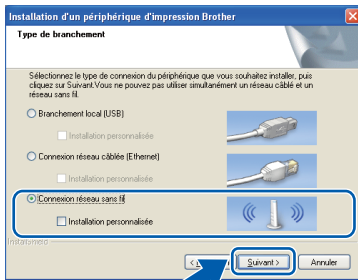 Installation d'un périphérique d'impression Brother
Type de branchement
Sélectionnez le type de connexion du périphérique que vous souhaitez installer, puis
cliquez sur Suivant.Vous ne pouvez pas utiliser simultanément un réseau câblé et un
réseau sans fil.
Branchement local (USB)
Installation personnalisée
Connexion réseau câblée (Ethernet)
Installation personnalisée
Connexion réseau sans fil
Installation personnalisée
InstallShield
Suivant >
Annuler